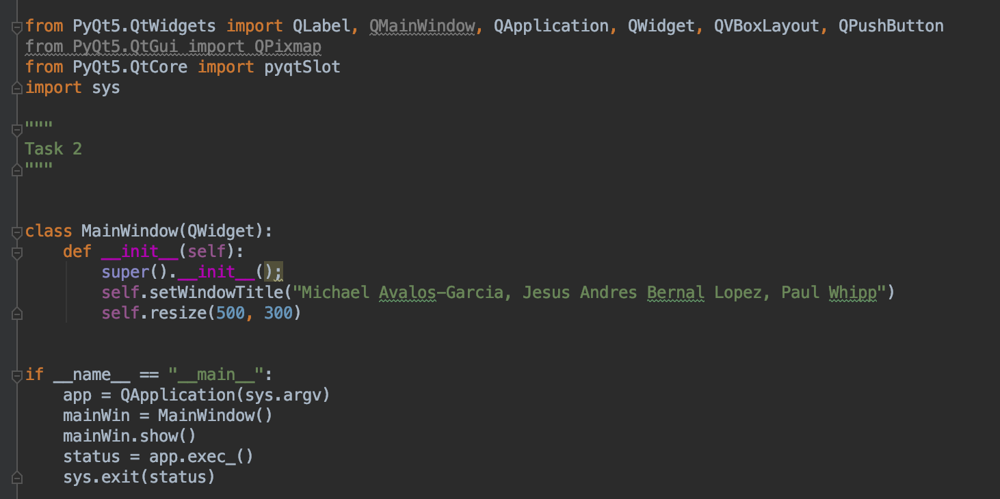 from PyQt5.QtWidgets import QLabel, QMainWindow, QApplication, QWidget, QVBoxLayout, QPushButton
from PyQt5.QtGui import QPixmap
from PyQt5.QtCore import pyqtSlot
import sys
"""
Task 2
"""
class MainWindow(QWidget):
    def __init__(self):
        super().__init__();
        self.setWindowTitle("Michael Avalos-Garcia, Jesus Andres Bernal Lopez, Paul Whipp")
        self.resize(500, 300)
if __name__ == "__main__":
    app = QApplication(sys.argv)
    mainWin = MainWindow()
    mainWin.show()
    status = app.exec_()
    sys.exit(status)